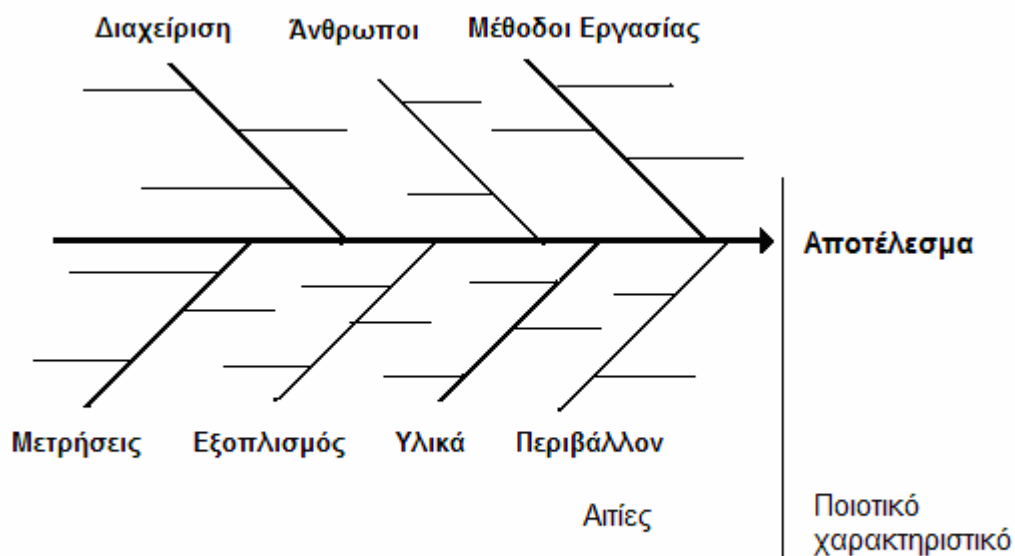 Διαχείριση
Άνθρωποι
Μέθοδοι Εργασίας
Αποτέλεσμα
Μετρήσεις
Εξοπλισμός
Υλικά
Περιβάλλον
Αιτίες
Ποιοτικό
χαρακτηριστικό